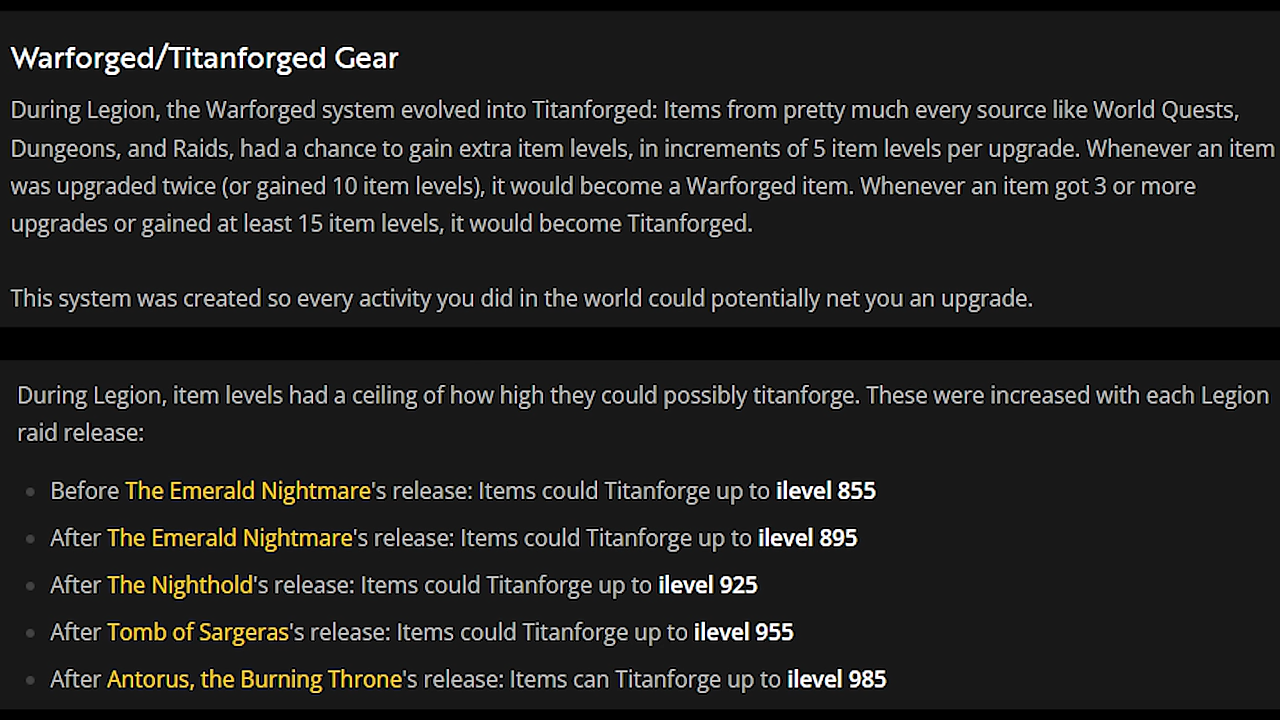 Warforged/Titanforged Gear
During Legion, the Warforged system evolved into Titanforged: Items from pretty much every source like World Quests,
Dungeons, and Raids, had a chance to gain extra item levels, in increments of 5 item levels per upgrade. Whenever an item
was upgraded twice (or gained 10 item levels), it would become a Warforged item. Whenever an item got 3 or more
upgrades or gained at least 15 item levels, it would become Titanforged.
This system was created so every activity you did in the world could potentially net you an upgrade.
During Legion, item levels had a ceiling of how high they could possibly titanforge. These were increased with each Legion
raid release:
• Before The Emerald Nightmare's release: Items could Titanforge up to ilevel 855
• After The Emerald Nightmare's release: Items could Titanforge up to ilevel 895
• After The Nighthold's release: Items could Titanforge up to ilevel 925
• After Tomb of Sargeras's release: Items could Titanforge up to ilevel 955
• After Antorus, the Burning Throne's release: Items can Titanforge up to ilevel 985